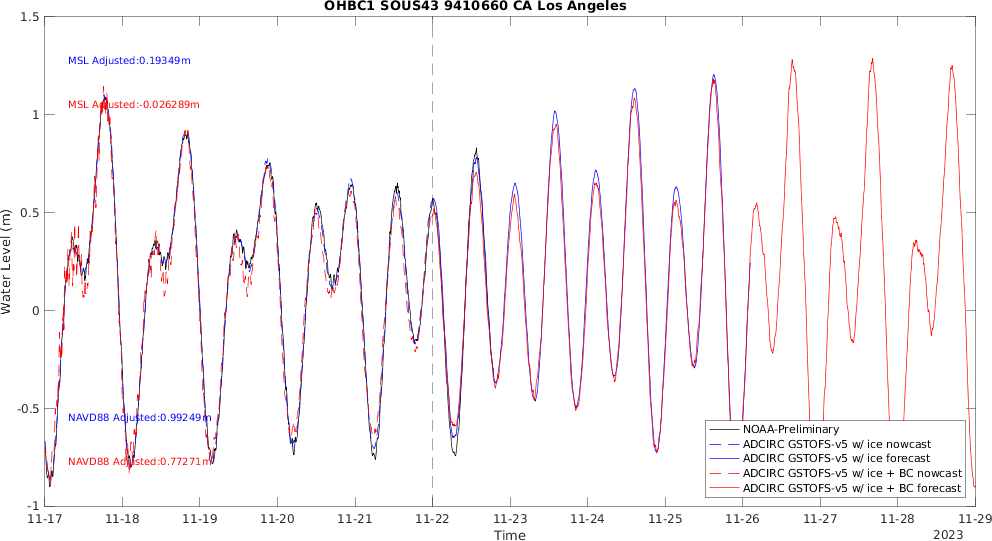 OHBC1 SOUS43 9410660 CA Los Angeles
1.5
MSL Adjusted:0.19349m
MSL Adjusted:-0.026289m
1
0.5
Water Level (m)
0
-0.5
NAVD88 Adjusted:0.99249m
NAVD88 Adjusted:0.77271m
-1
NOAA-Preliminary
ADCIRC GSTOFS-v5 w/ ice nowcast
ADCIRC GSTOFS-v5 w/ ice forecast
ADCIRC GSTOFS-v5 w/ ice + BC nowcast
ADCIRC GSTOFS-v5 w/ ice + BC forecast
11-17 11-18 11-19 11-20 11-21 11-22 11-23 11-24 11-25 11-26 11-27 11-28 11-29
Time
2023